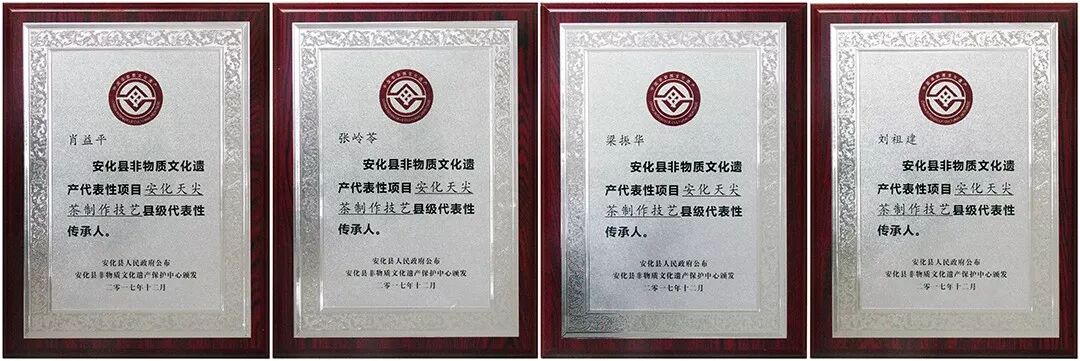 肖益平
安化县非物质文化遗
产代表性项目安化天尖
茶制作技艺县级代表性
传承人。
安化县人民政府公布
安化县非物质文化遗产保护中心颁发
二零一七年十二月
张岭苓
安化县非物质文化遗
产代表性项目安化天尖
茶制作技艺县级代表性
传承人。
安化县人民政府公布
安化县非物质文化遗产保护中心颁发
二零一七年十二月
梁振华
安化县非物质文化遗
产代表性项目安化天尖
茶制作技艺县级代表性
传承人。
安化县人民政府公布
安化县非物质文化遗产保护中心颁发
二零一七年十二月
刘祖建
安化县非物质文化遗
产代表性项目安化天尖
茶制作技艺县级代表性
传承人。
安化县人民政府公布
安化县非物质文化遗产保护中心颁发
二零一七年十二月